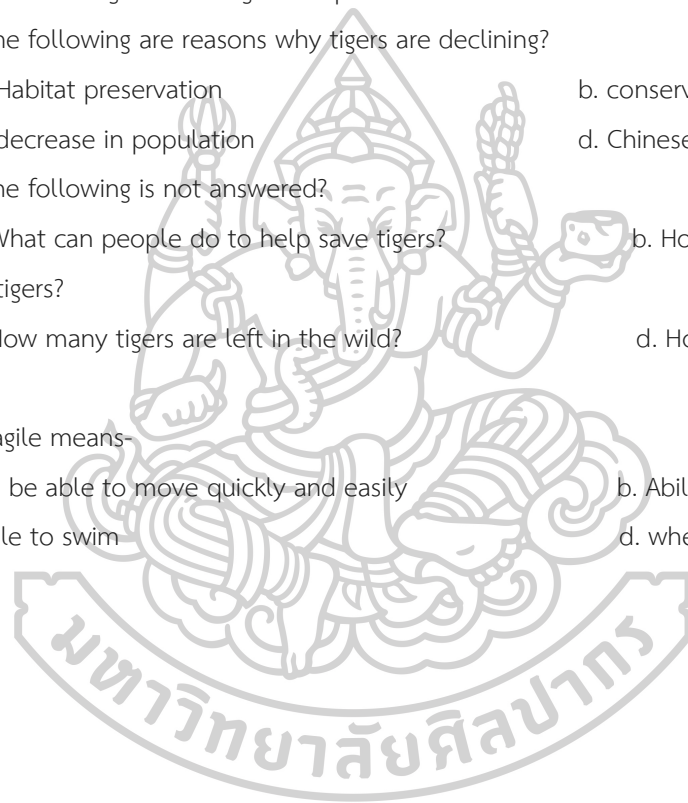 he following are reasons why tigers are declining?
Habitat preservation b. conserv
decrease in population d. Chinese
he following is not answered?
What can people do to help save tigers? b. Ho
tigers?
How many tigers are left in the wild? d. Ho
agile means-
be able to move quickly and easily b. Abil
le to swim d. whe
มหาวิทยาลัยศิลปากร